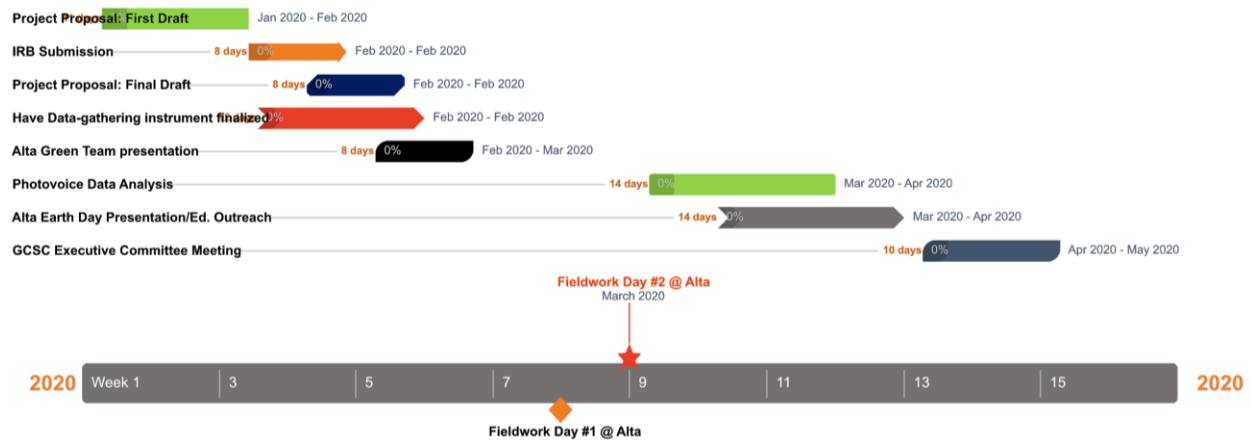 Project Proposal: First Draft Jan 2020 - Feb 2020
IRB Submission 8 days 0% Feb 2020 - Feb 2020
Project Proposal: Final Draft 8 days 0% Feb 2020 - Feb 2020
Have Data-gathering instrument finalized 0% Feb 2020 - Feb 2020
Alta Green Team presentation 8 days 0% Feb 2020 - Mar 2020
Photovoice Data Analysis 14 days 0% Mar 2020 - Apr 2020
Alta Earth Day Presentation/Ed. Outreach 14 days 0% Mar 2020 - Apr 2020
GCSC Executive Committee Meeting 10 days 0% Apr 2020 - May 2020
Fieldwork Day #2 @ Alta
March 2020
2020 Week 1 3 5 7 9 11 13 15 2020
Fieldwork Day #1 @ Alta